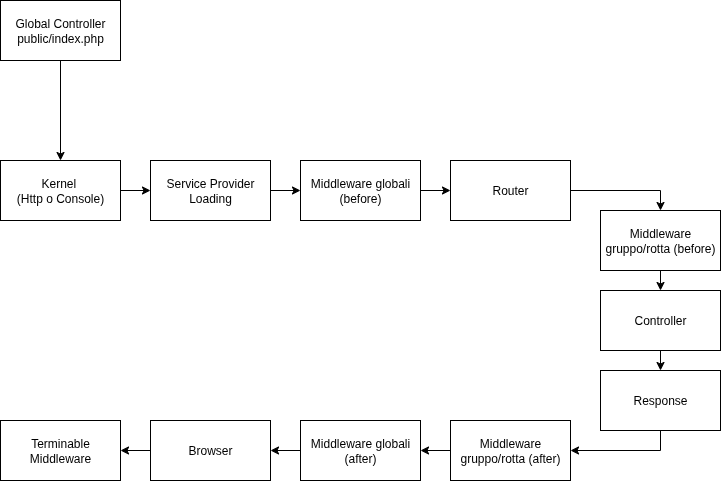 Global Controller
public/index.php
Kernel
(Http o Console)
Service Provider
Loading
Middleware globali
(before)
Router
Middleware
gruppo/rotta (before)
Controller
Response
Middleware
gruppo/rotta (after)
Middleware globali
(after)
Browser
Terminable
Middleware